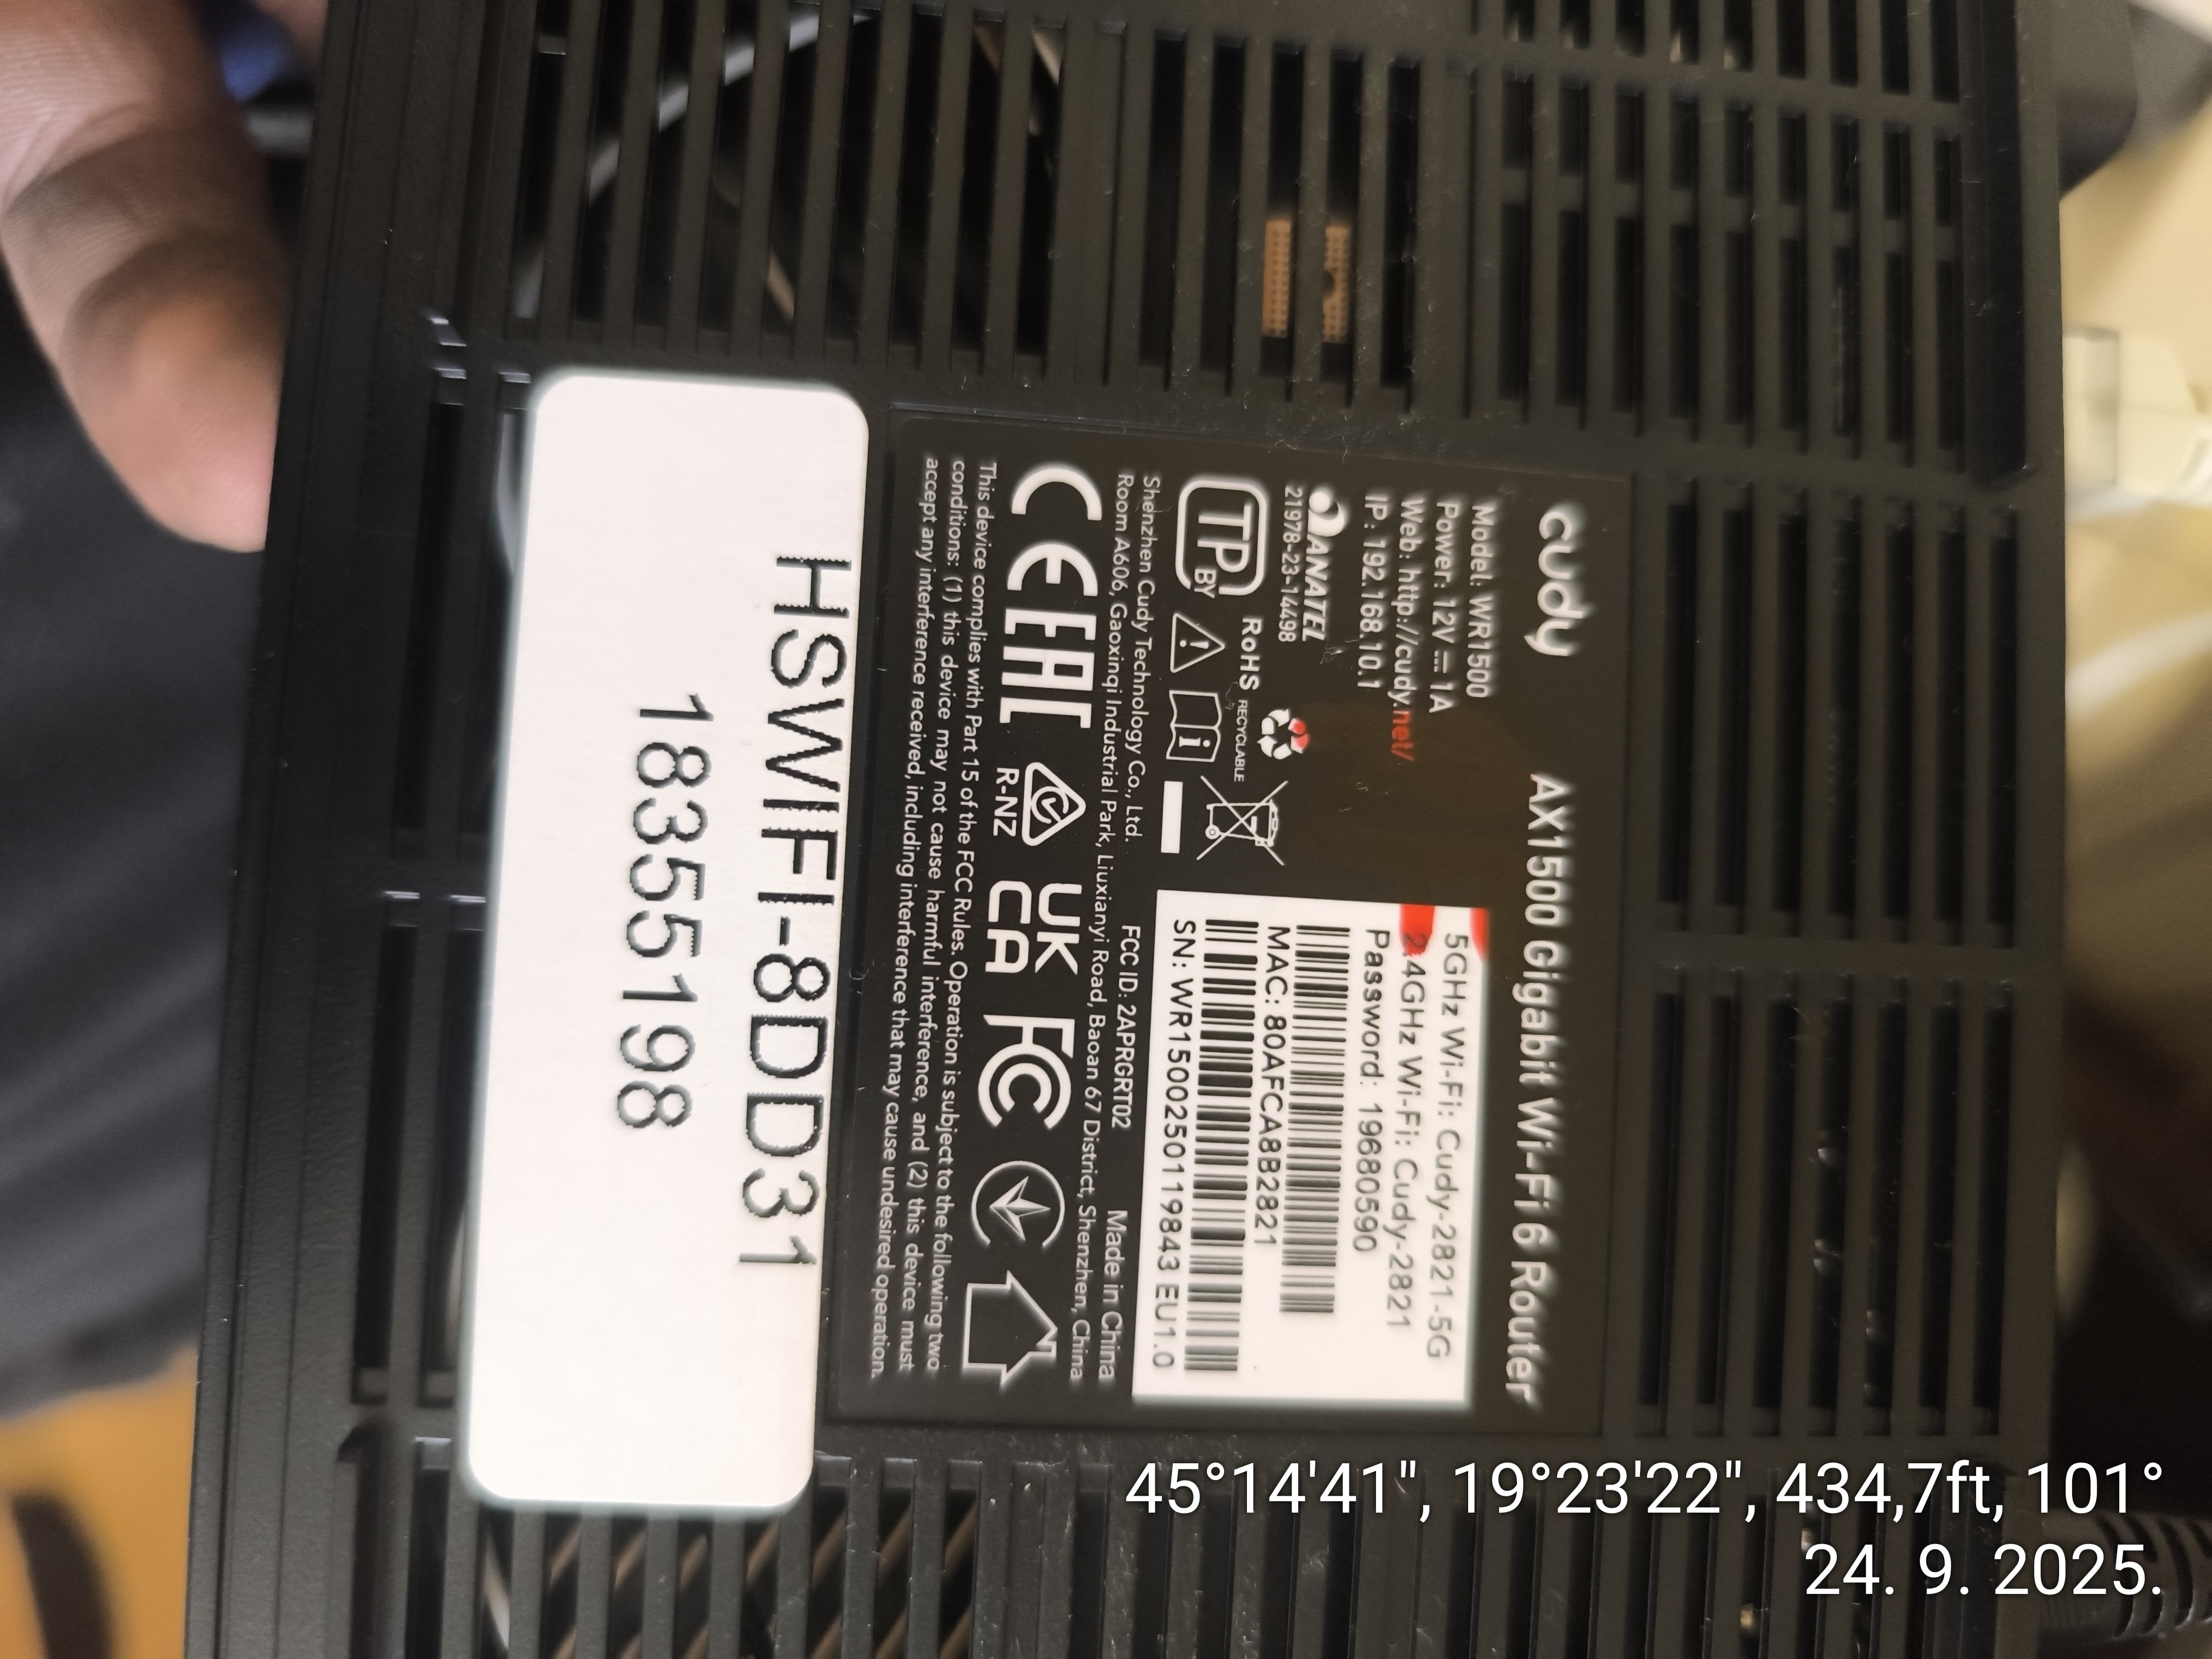 cudy
AX1500 Gigabit Wi-Fi 6 Router
Model: WR1500
Power: 12V ⎓ 1A
Web: http://cudy.net/
IP: 192.168.10.1
5GHz Wi-Fi: Cudy-2821-5G
2.4GHz Wi-Fi: Cudy-2821
Password: 19680590
MAC: 80AFCA8B2821
SN: WR1500250119843 EU1.0
ANATEL
21978-23-14498
TP
BY
RoHS
RECYCLABLE
Shenzhen Cudy Technology Co., Ltd.
FCC ID: 2APRGRT02
Made in China
Room A606, Gaoxinqi Industrial Park, Liuxianyi Road, Baoan 67 District, Shenzhen, China
CE EAC R-NZ UK CA FC
This device complies with Part 15 of the FCC Rules. Operation is subject to the following two
conditions: (1) this device may not cause harmful interference, and (2) this device must
accept any interference received, including interference that may cause undesired operation.
HSWIFI-8DD31
18355198
45°14'41", 19°23'22", 434,7ft, 101°
24. 9. 2025.